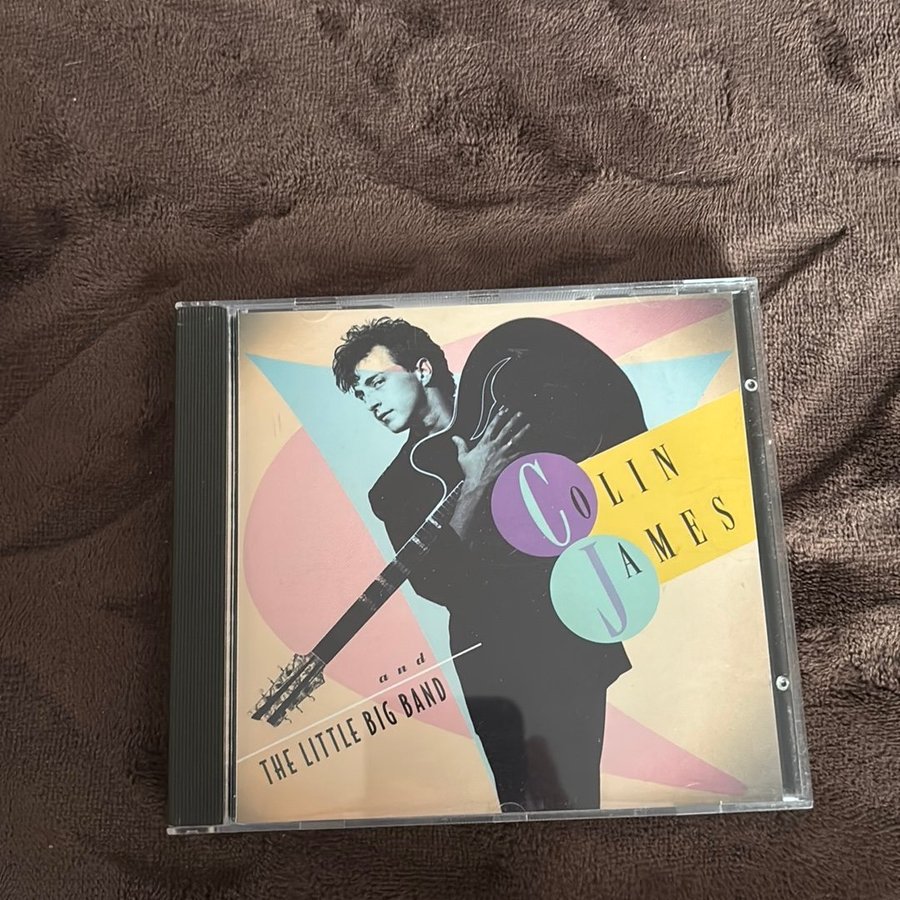 COLIN
JAMES
and
THE LITTLE BIG BAND